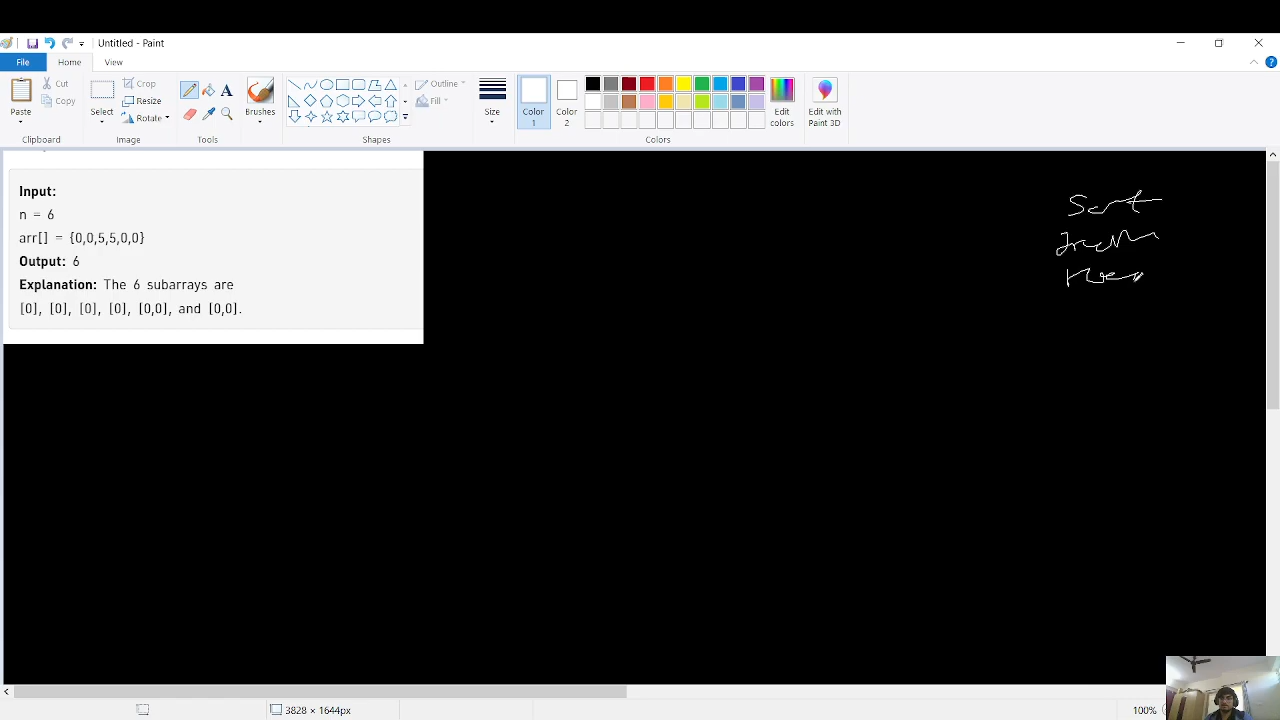 Untitled - Paint
File Home View
Paste Cut Copy Clipboard
Select Crop Resize Rotate Image
Tools
Brushes
Shapes Outline Fill
Size
Color 1
Color 2
Colors
Edit colors
Edit with Paint 3D
Input:
n = 6
arr[] = {0,0,5,5,0,0}
Output: 6
Explanation: The 6 subarrays are
[0], [0], [0], [0], [0,0], and [0,0].
3828 × 1644px
100%